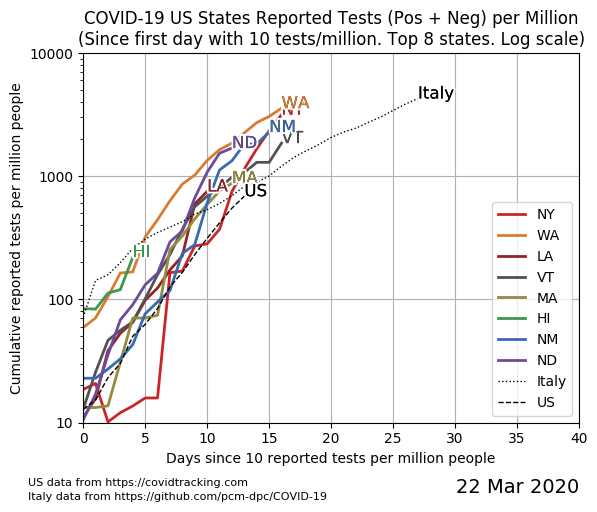 COVID-19 US States Reported Tests (Pos + Neg) per Million
(Since first day with 10 tests/million. Top 8 states. Log scale)
Cumulative reported tests per million people
10000
1000
100
10
Italy
WA
NM
VT
ND
MA
LA
US
HI
NY
WA
LA
VT
MA
HI
NM
ND
Italy
US
0 5 10 15 20 25 30 35 40
Days since 10 reported tests per million people
US data from https://covidtracking.com
Italy data from https://github.com/pcm-dpc/COVID-19
22 Mar 2020